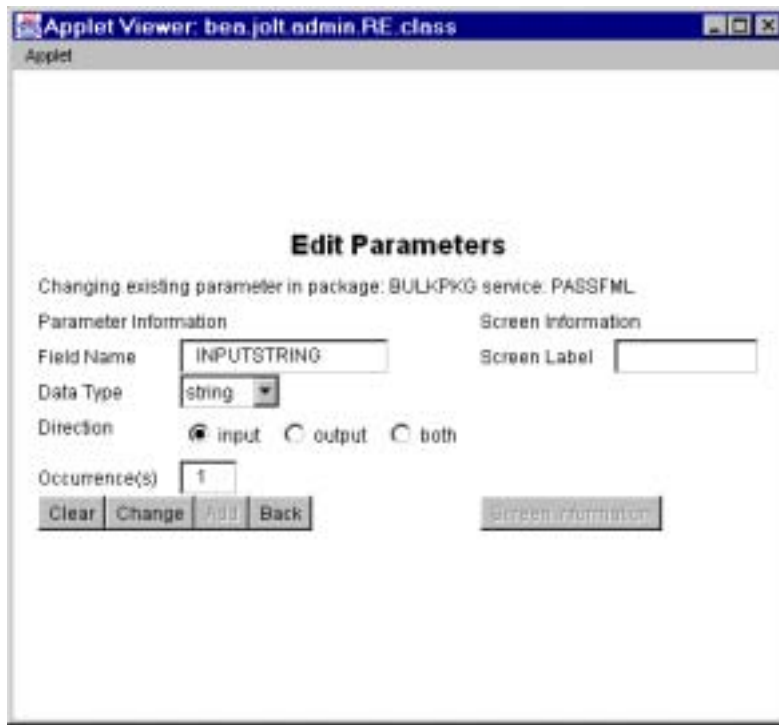 Applet Viewer: bea.jolt.admin.RE.class
Applet
Edit Parameters
Changing existing parameter in package: BULKPKG service: PASSFML
Parameter Information Screen Information
Field Name INPUTSTRING Screen Label
Data Type string
Direction input output both
Occurrence(s) 1
Clear Change Add Back Screen Information